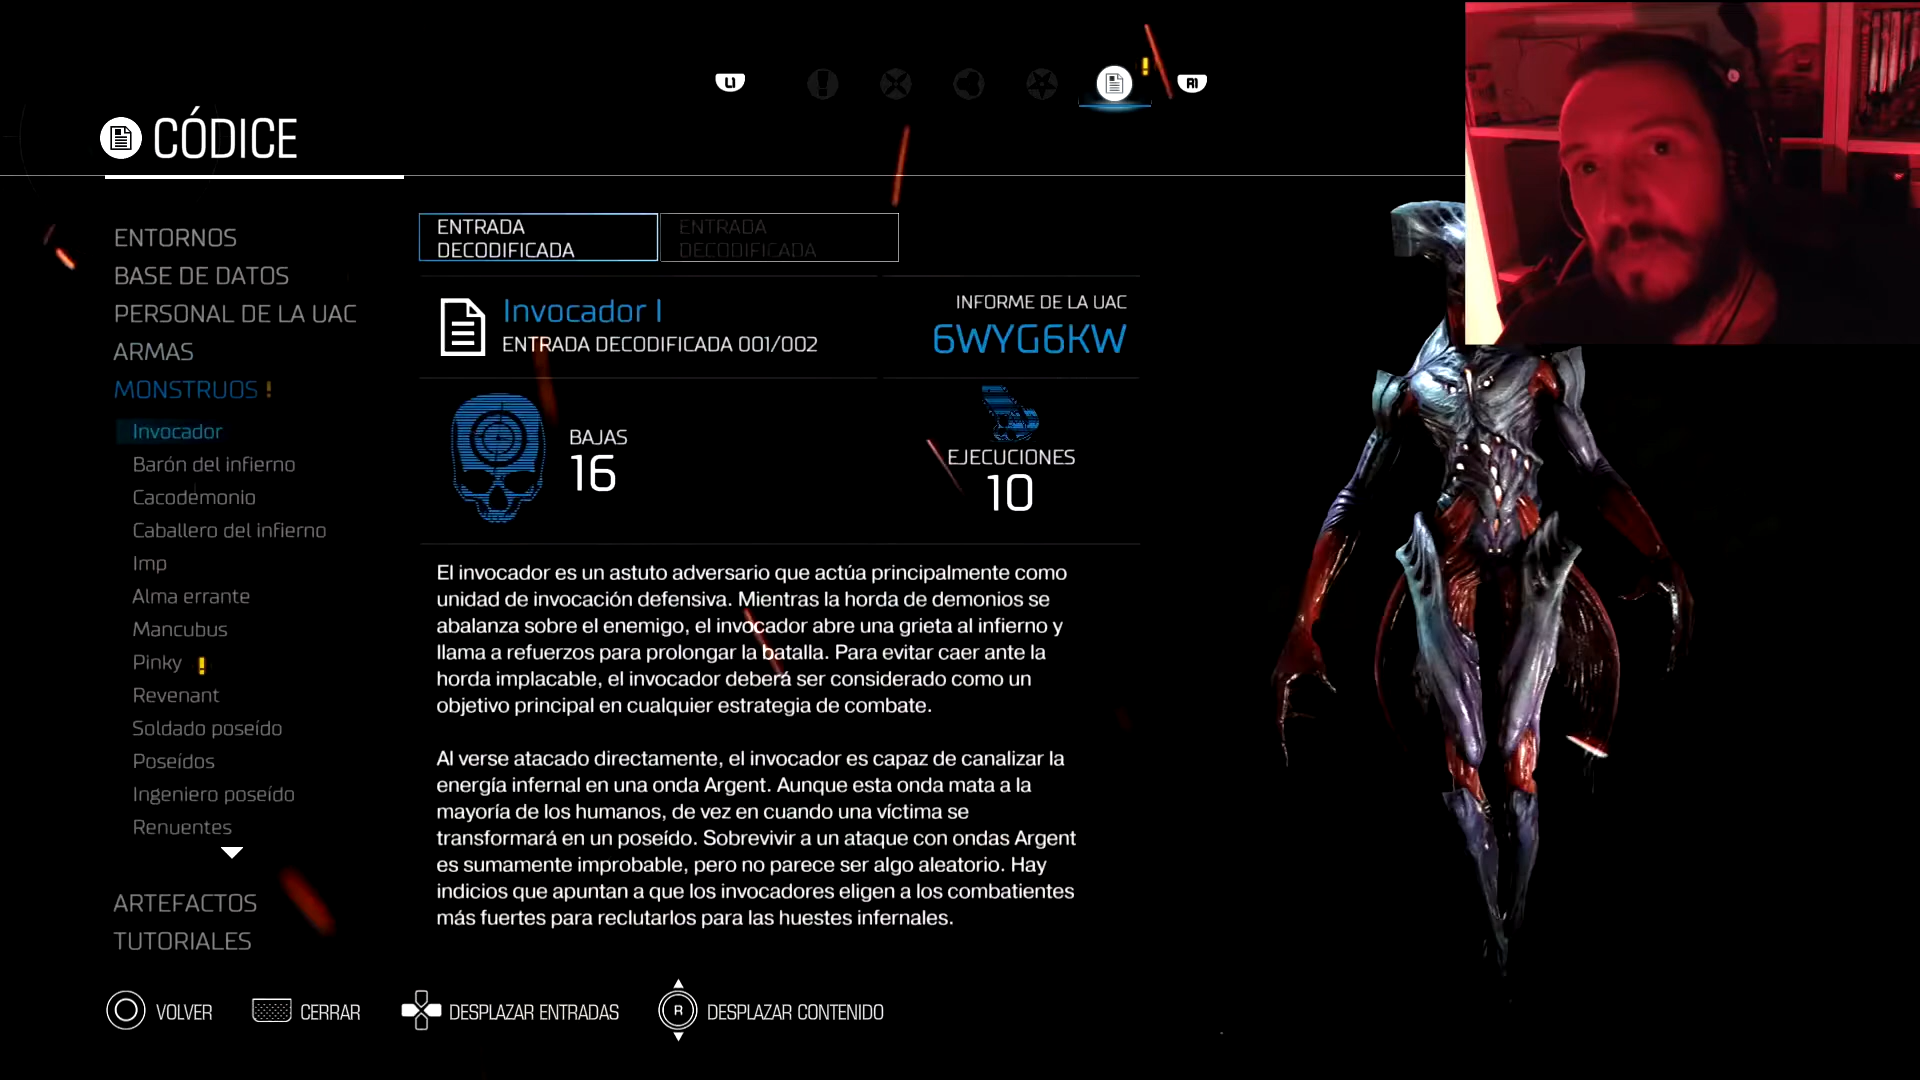 L1
R1
CÓDICE
ENTORNOS
BASE DE DATOS
PERSONAL DE LA UAC
ARMAS
MONSTRUOS !
Invocador
Barón del infierno
Cacodemonio
Caballero del infierno
Imp
Alma errante
Mancubus
Pinky !
Revenant
Soldado poseído
Poseídos
Ingeniero poseído
Renuentes
ARTEFACTOS
TUTORIALES
ENTRADA
DECODIFICADA
ENTRADA
DECODIFICADA
Invocador I
ENTRADA DECODIFICADA 001/002
INFORME DE LA UAC
6WYG6KW
BAJAS
16
EJECUCIONES
10
El invocador es un astuto adversario que actúa principalmente como
unidad de invocación defensiva. Mientras la horda de demonios se
abalanza sobre el enemigo, el invocador abre una grieta al infierno y
llama a refuerzos para prolongar la batalla. Para evitar caer ante la
horda implacable, el invocador deberá ser considerado como un
objetivo principal en cualquier estrategia de combate.
Al verse atacado directamente, el invocador es capaz de canalizar la
energía infernal en una onda Argent. Aunque esta onda mata a la
mayoría de los humanos, de vez en cuando una víctima se
transformará en un poseído. Sobrevivir a un ataque con ondas Argent
es sumamente improbable, pero no parece ser algo aleatorio. Hay
indicios que apuntan a que los invocadores eligen a los combatientes
más fuertes para reclutarlos para las huestes infernales.
VOLVER
CERRAR
DESPLAZAR ENTRADAS
R
DESPLAZAR CONTENIDO